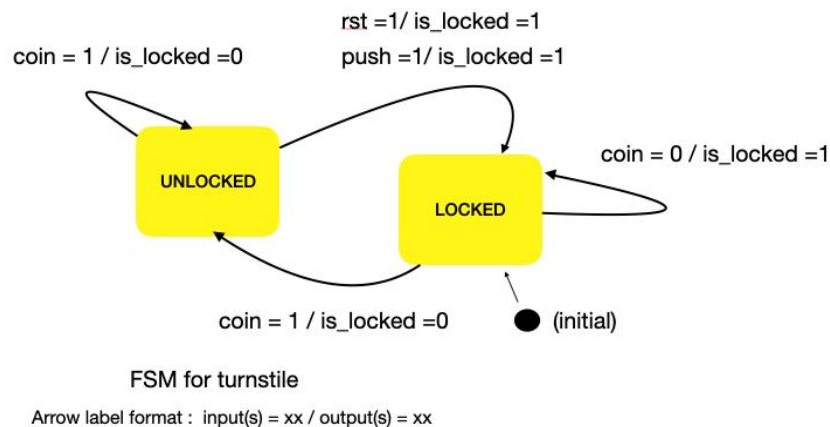 rst =1/ is_locked =1
coin = 1 / is_locked =0
push =1/ is_locked =1
coin = 0 / is_locked =1
UNLOCKED
LOCKED
coin = 1 / is_locked =0
(initial)
FSM for turnstile
Arrow label format : input(s) = xx / output(s) = xx